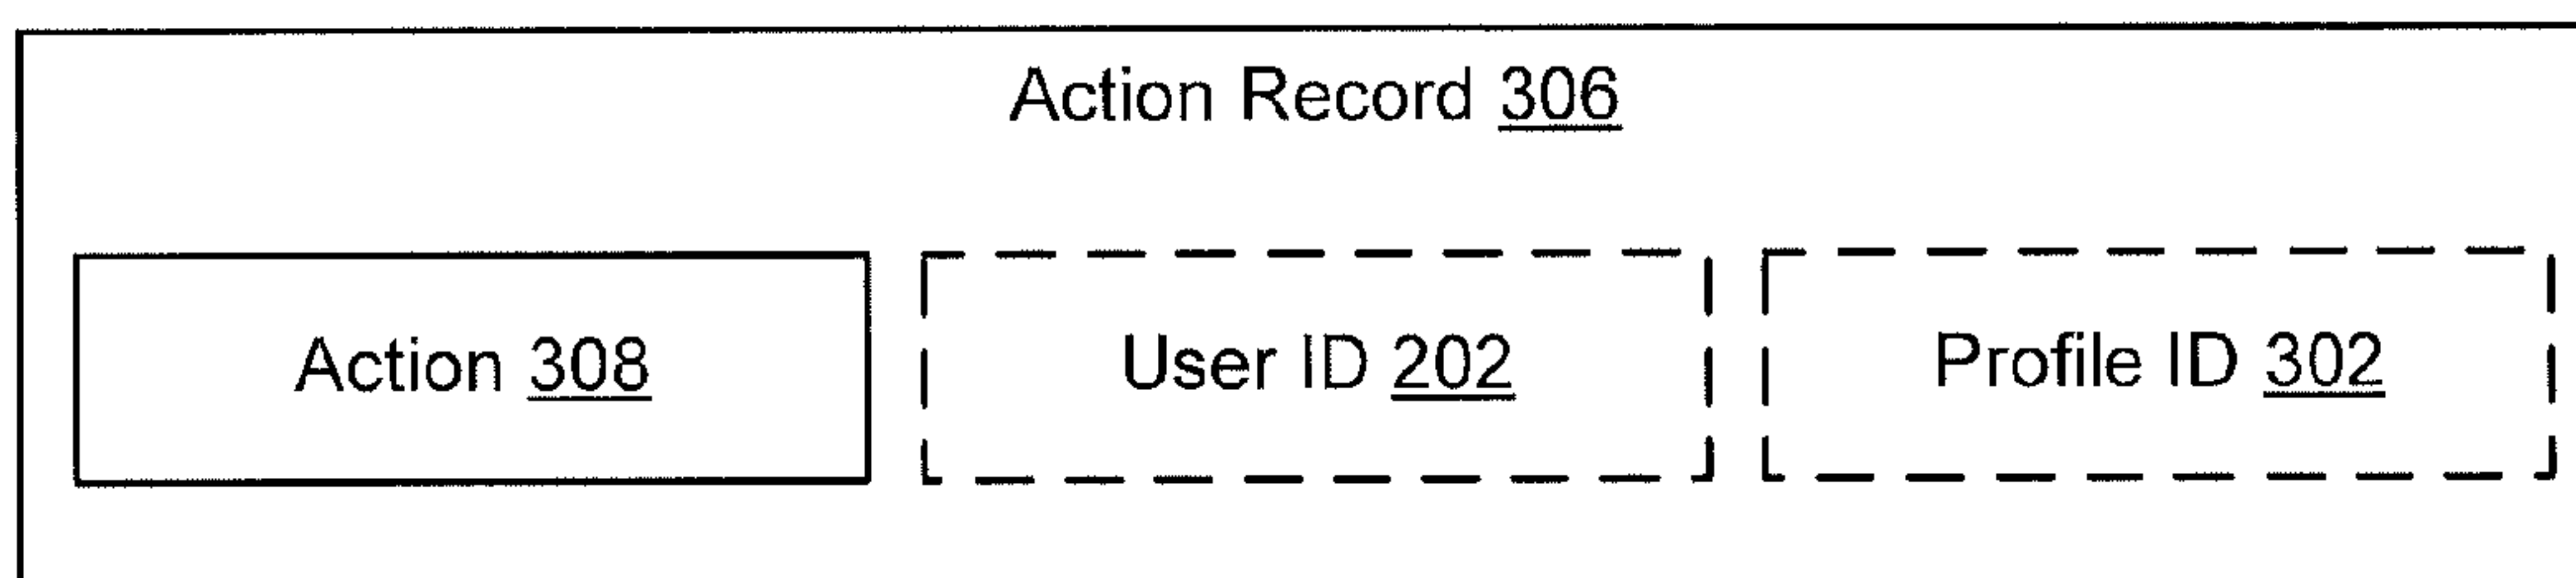 Action Record 306
Action 308 User ID 202 Profile ID 302